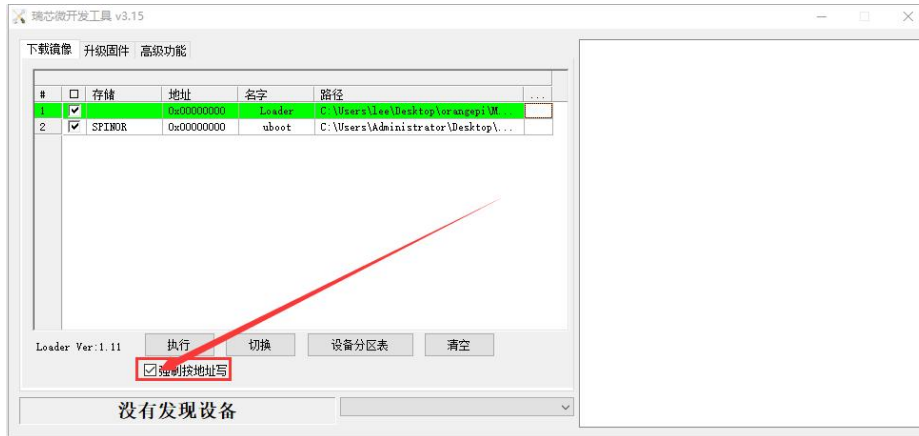 瑞芯微开发工具 v3.15
下载镜像 升级固件 高级功能
# 存储 地址 名字 路径 ...
1 0x00000000 Loader C:\Users\lee\Desktop\orangepi\M...
2 SPINOR 0x00000000 uboot C:\Users\Administrator\Desktop\...
Loader Ver:1.11 执行 切换 设备分区表 清空
强制按地址写
没有发现设备